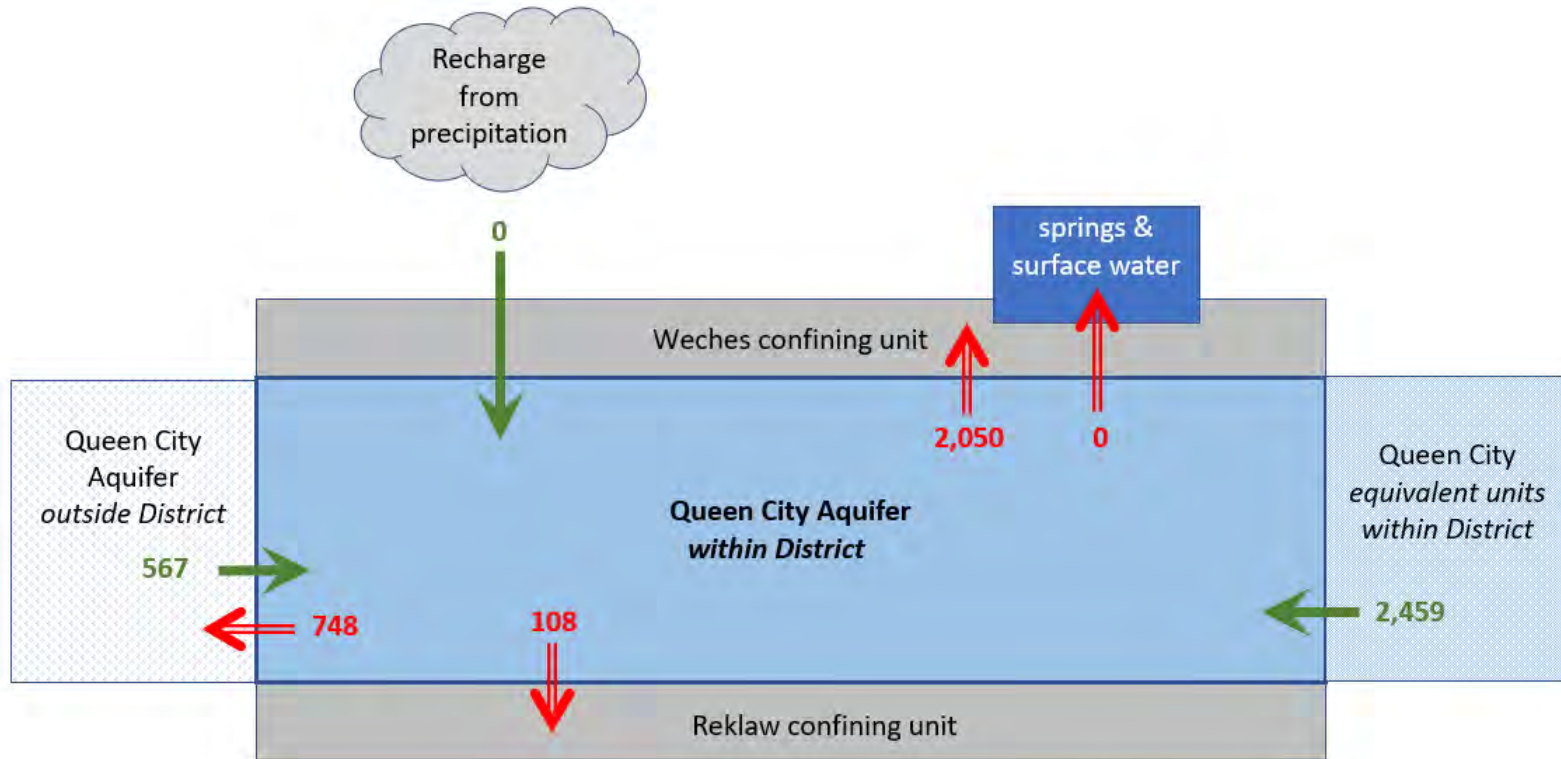 Recharge
from
precipitation
0
springs &
surface water
Weches confining unit
2,050
0
Queen City
Aquifer
outside District
567
748
108
Queen City Aquifer
within District
Queen City
equivalent units
within District
2,459
Reklaw confining unit